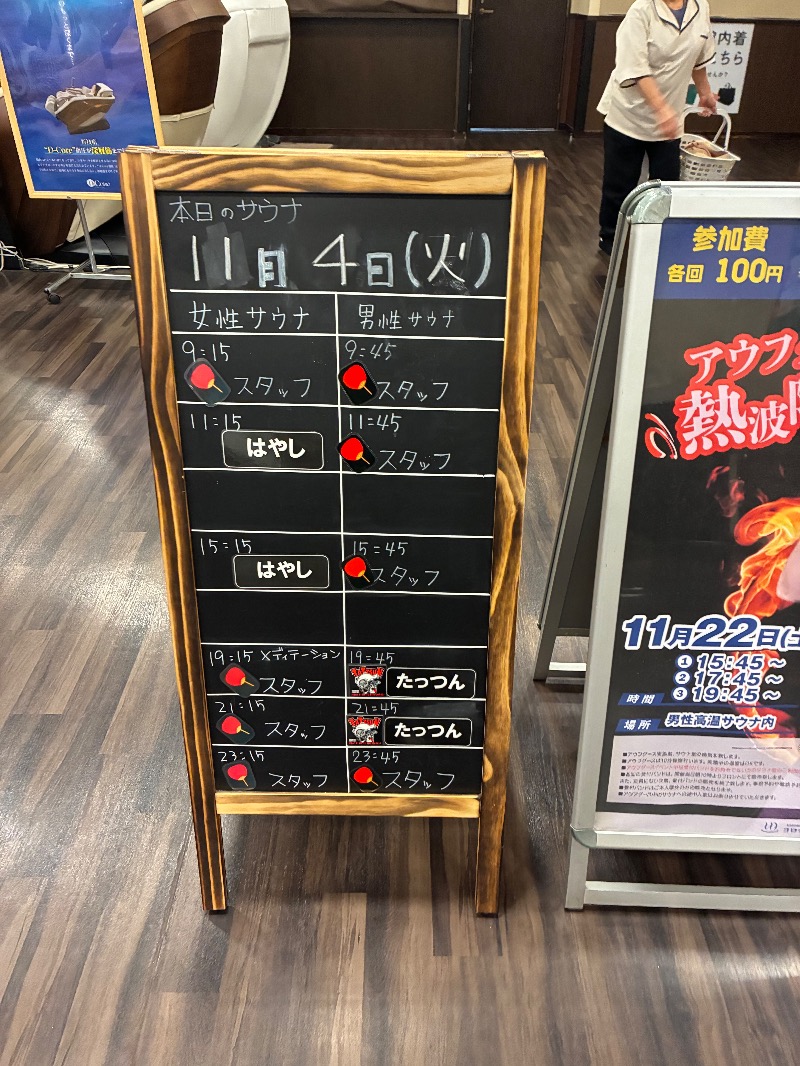 本日のサウナ
11月4日(火)
女性サウナ 男性サウナ
9:15 9:45
スタッフ スタッフ
11:15 11:45
はやし スタッフ
15:15 15:45
はやし スタッフ
19:15 メディテーション 19:45
スタッフ たっつん
21:15 21:45
スタッフ たっつん
23:15 23:45
スタッフ スタッフ
参加費
各回 100円
アウフ
熱波
11月22日(土
時間
① 15:45～
② 17:45～
③ 19:45～
場所 男性高温サウナ内
"D-Core"
内着
ちら